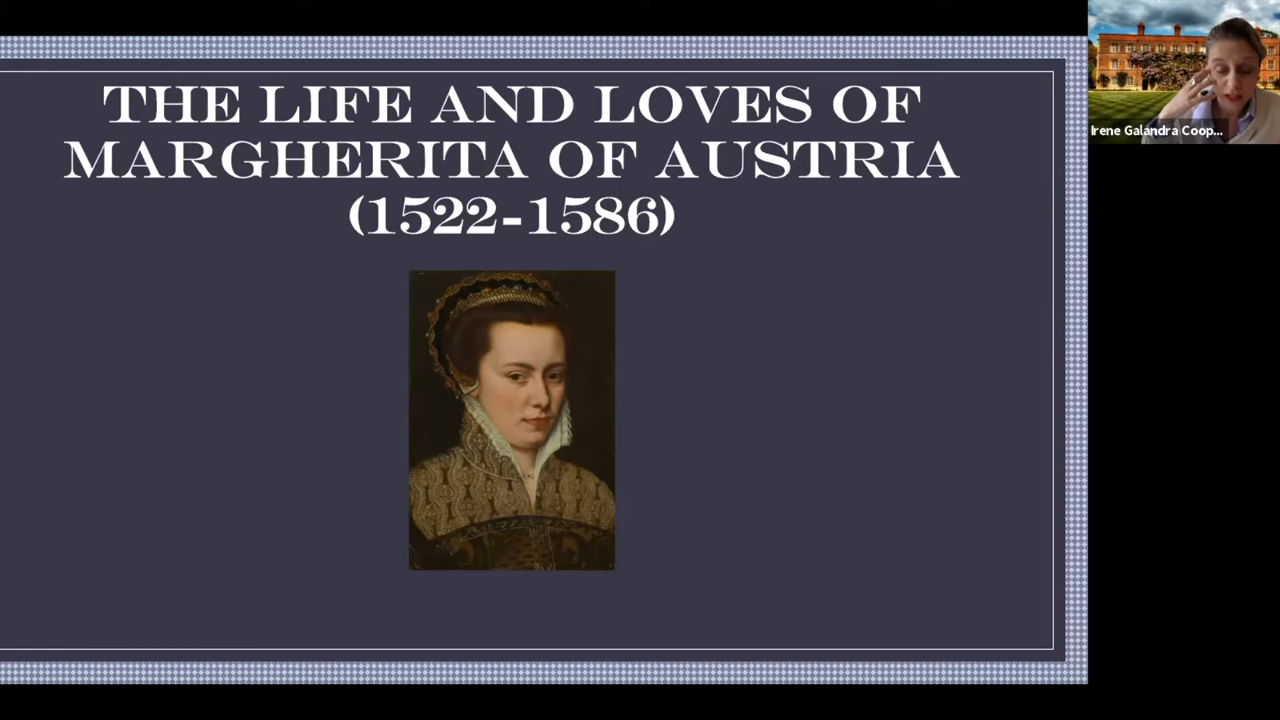 THE LIFE AND LOVES OF
MARGHERITA OF AUSTRIA
(1522-1586)
Irene Galandra Coop...